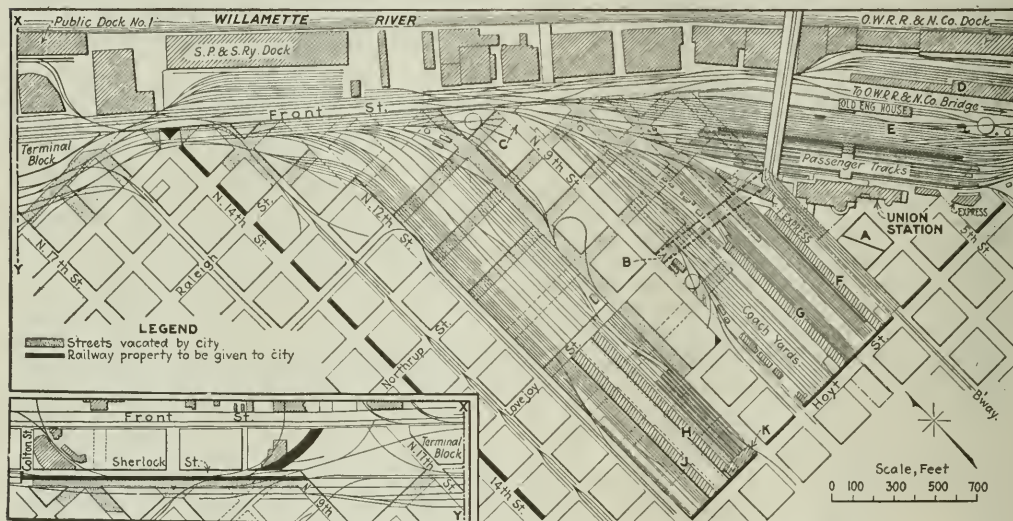 X
Public Dock No.1
WILLAMETTE RIVER
O.W.R.R. & N. Co. Dock
S.P & S. Ry. Dock
D
To O.W.R.R. & N. Co. Bridge
OLD ENG. HOUSE
E
Front St.
C
Terminal Block
N. 9th St.
Passenger Tracks
EXPRESS
UNION STATION
EXPRESS
A
5th St.
N. 14th St.
N. 12th St.
N. 17th St.
Raleigh St.
Y
B
F
G
Coach Yards
LEGEND
Streets vacated by city
Railway property to be given to city
Northrup St.
Lovejoy St.
14th St.
Hoyt St.
B'way.
H
K
J
Scale, Feet
0 100 300 500 700
X
Front St.
Colton St.
Sherlock St.
N. 19th
N. 17th St.
Terminal Block
Y